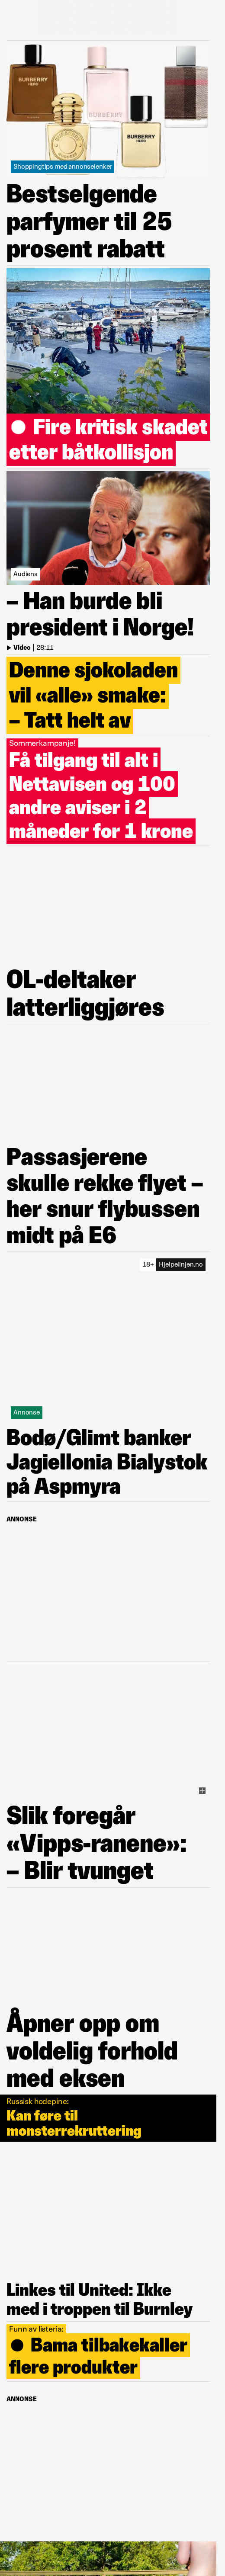 BURBERRY
HERO
BURBERRY
HER
BURBERRY
BURBERRY
HERO
Shoppingtips med annonselenker
Bestselgende
parfymer til 25
prosent rabatt
Fire kritisk skadet
etter båtkollisjon
Audiens
– Han burde bli
president i Norge!
Video | 28:11
Denne sjokoladen
vil «alle» smake:
– Tatt helt av
Sommerkampanje!
Få tilgang til alt i
Nettavisen og 100
andre aviser i 2
måneder for 1 krone
OL-deltaker
latterliggjøres
Passasjerene
skulle rekke flyet –
her snur flybussen
midt på E6
18+ Hjelpelinjen.no
Annonse
Bodø/Glimt banker
Jagiellonia Bialystok
på Aspmyra
ANNONSE
Slik foregår
«Vipps-ranene»:
– Blir tvunget
Åpner opp om
voldelig forhold
med eksen
Russisk hodepine:
Kan føre til
monsterrekruttering
Linkes til United: Ikke
med i troppen til Burnley
Funn av listeria:
Bama tilbakekaller
flere produkter
ANNONSE